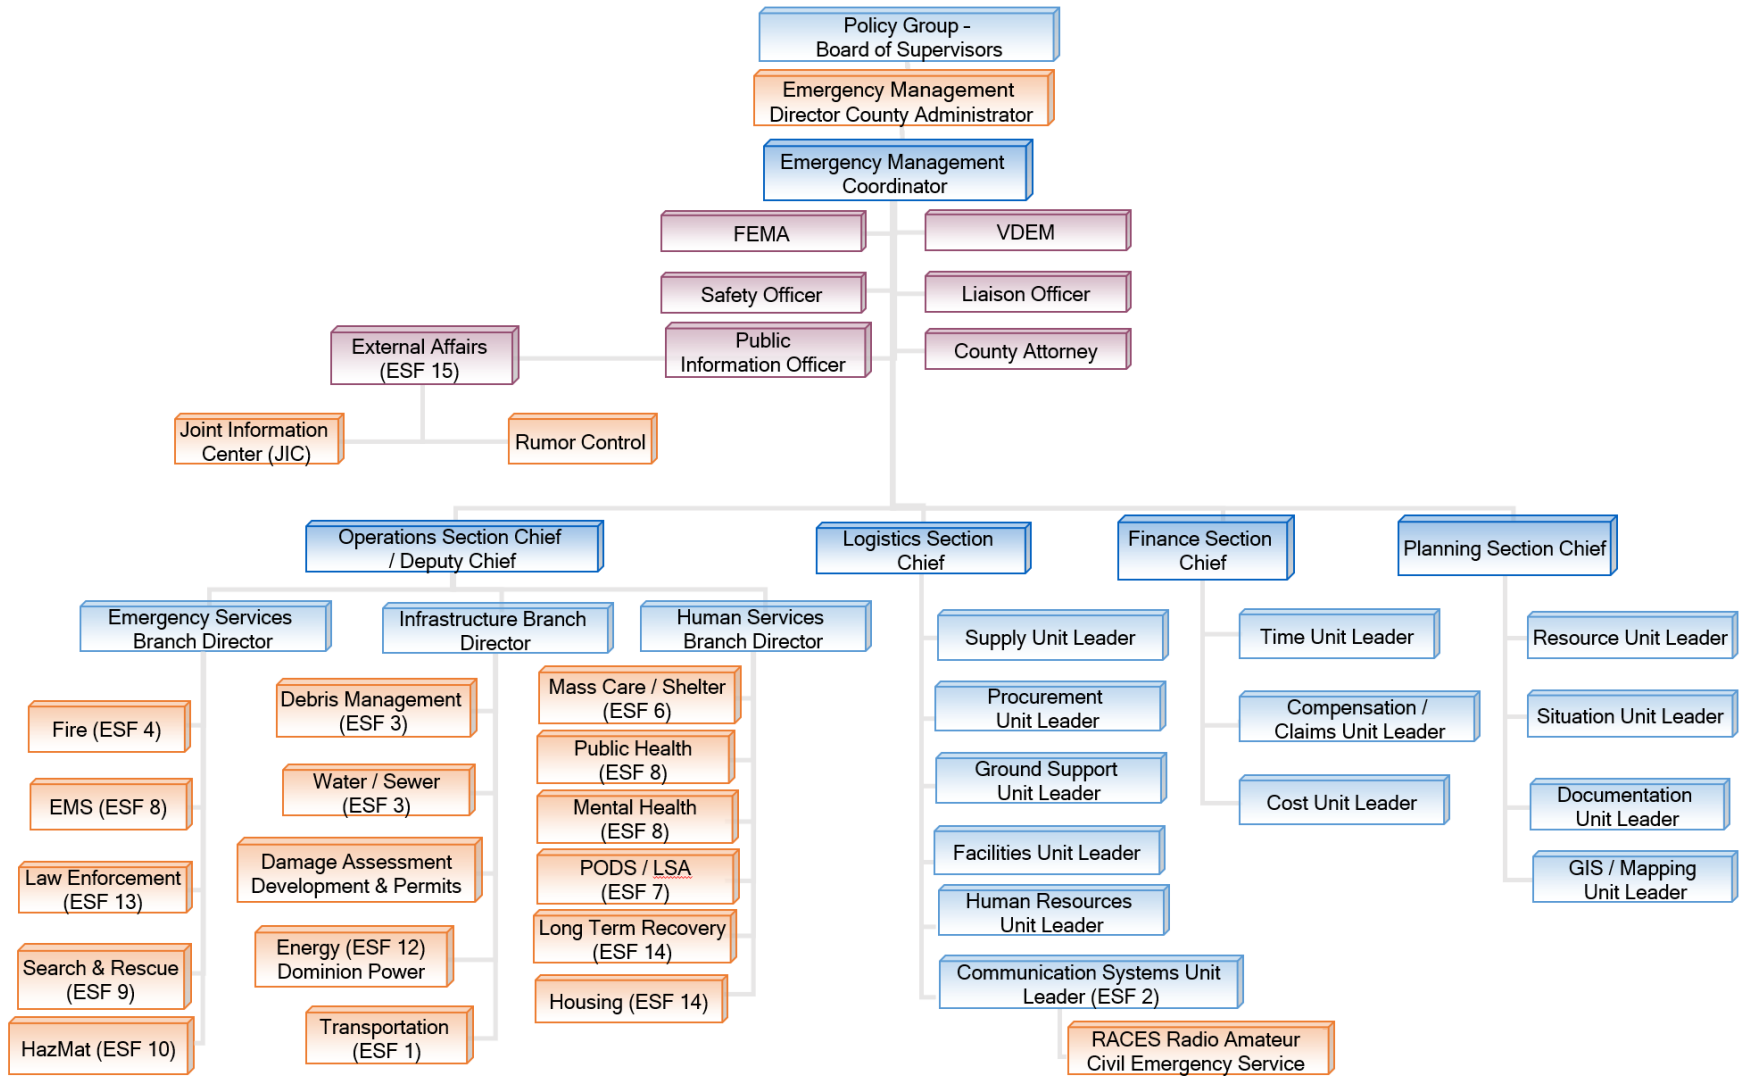 Policy Group -
Board of Supervisors
Emergency Management
Director County Administrator
Emergency Management
Coordinator
FEMA
VDEM
Safety Officer
Liaison Officer
Public
Information Officer
County Attorney
External Affairs
(ESF 15)
Joint Information
Center (JIC)
Rumor Control
Operations Section Chief
/ Deputy Chief
Logistics Section
Chief
Finance Section
Chief
Planning Section Chief
Emergency Services
Branch Director
Infrastructure Branch
Director
Human Services
Branch Director
Fire (ESF 4)
EMS (ESF 8)
Law Enforcement
(ESF 13)
Search & Rescue
(ESF 9)
HazMat (ESF 10)
Debris Management
(ESF 3)
Water / Sewer
(ESF 3)
Damage Assessment
Development & Permits
Energy (ESF 12)
Dominion Power
Transportation
(ESF 1)
Mass Care / Shelter
(ESF 6)
Public Health
(ESF 8)
Mental Health
(ESF 8)
PODS / LSA
(ESF 7)
Long Term Recovery
(ESF 14)
Housing (ESF 14)
Supply Unit Leader
Procurement
Unit Leader
Ground Support
Unit Leader
Facilities Unit Leader
Human Resources
Unit Leader
Communication Systems Unit
Leader (ESF 2)
RACES Radio Amateur
Civil Emergency Service
Time Unit Leader
Compensation /
Claims Unit Leader
Cost Unit Leader
Resource Unit Leader
Situation Unit Leader
Documentation
Unit Leader
GIS / Mapping
Unit Leader